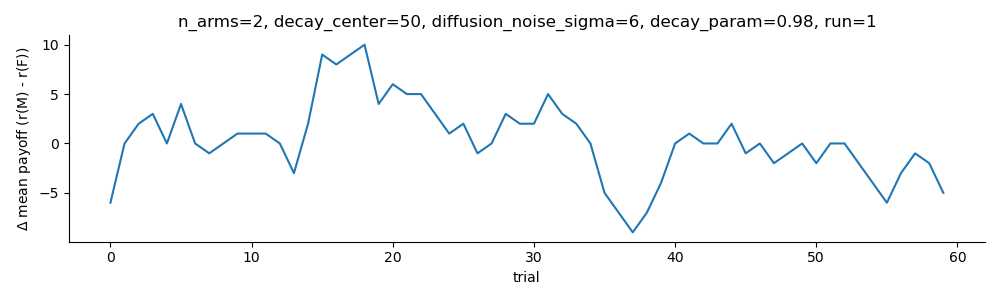 n_arms=2, decay_center=50, diffusion_noise_sigma=6, decay_param=0.98, run=1
Δ mean payoff (r(M) - r(F))
10
5
0
−5
0 10 20 30 40 50 60
trial